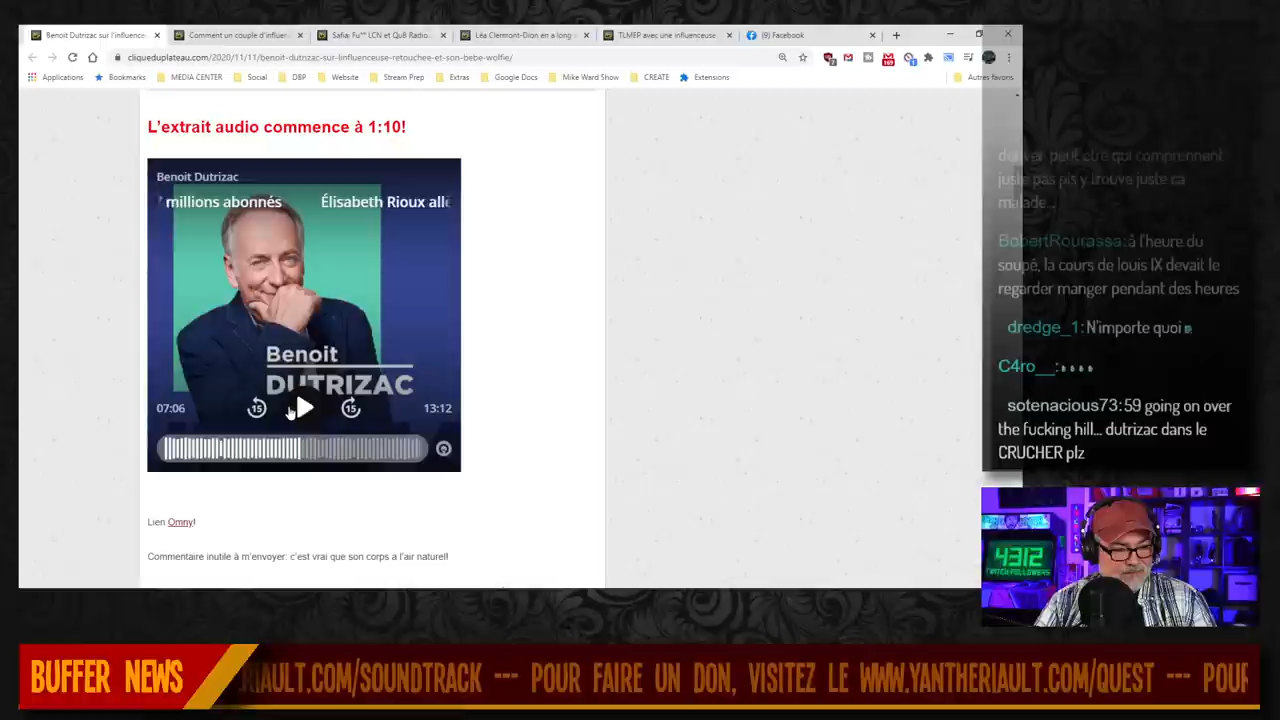 Benoit Dutrizac sur l'influence
Comment un couple d'influen
Safia: Fu** LCN et QuB Radio...
Léa Clermont-Dion en a long s
TLMEP avec une influenceuse
(9) Facebook
cliqueduplateau.com/2020/11/11/benoit-dutrizac-sur-linfluenceuse-retouchee-et-son-bebe-wolfie/
Applications
Bookmarks
MEDIA CENTER
Social
DBP
Website
Stream Prep
Extras
Google Docs
Mike Ward Show
CREATE
Extensions
Autres favoris
L'extrait audio commence à 1:10!
Benoit Dutrizac
millions abonnés
Élisabeth Rioux allé
Benoit
DUTRIZAC
07:06
15
15
13:12
Lien Omny!
Commentaire inutile à m'envoyer: c'est vrai que son corps a l'air naturel!
peut etre qui comprennent
juste pas pis y trouve juste ca
malade...
BobertRourassa: à l'heure du
soupé, la cours de louis IX devait le
regarder manger pendant des heures
dredge_1: N'importe quoi
C4ro__:
sotenacious73: 59 going on over
the fucking hill... dutrizac dans le
CRUCHER plz
4312
TWITCH FOLLOWERS
BUFFER NEWS
RIAULT.COM/SOUNDTRACK --- POUR FAIRE UN DON, VISITEZ LE WWW.YANTHERIAULT.COM/QUEST --- POUR